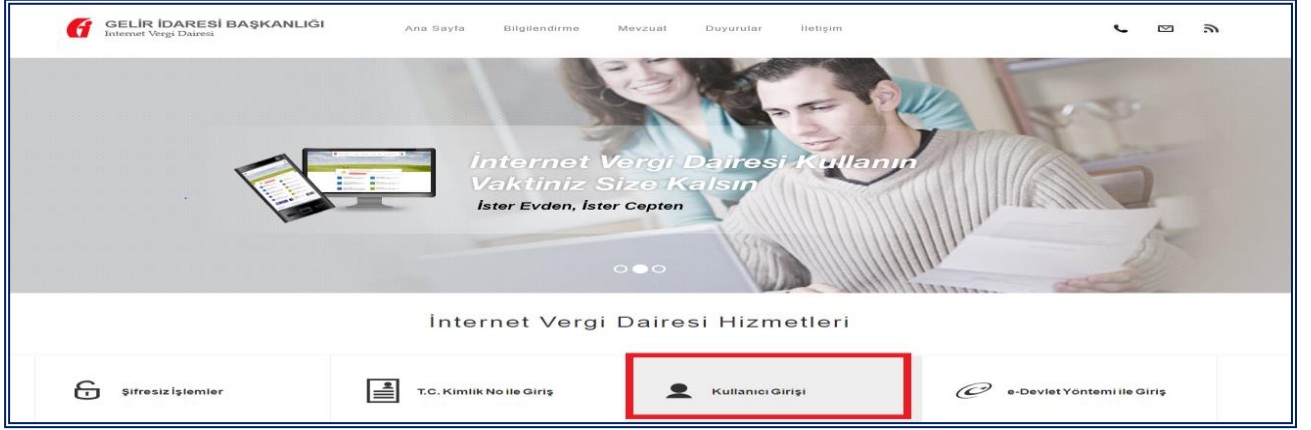 GELİR İDARESİ BAŞKANLIĞI
Internet Vergi Dairesi
Ana Sayfa Bilgilendirme Mevzuat Duyurular İletişim
İnternet Vergi Dairesi Kullanın
Vaktiniz Size Kalsın
İster Evden, İster Cepten
İnternet Vergi Dairesi Hizmetleri
Şifresiz İşlemler T.C. Kimlik No ile Giriş Kullanıcı Girişi e-Devlet Yöntemi ile Giriş